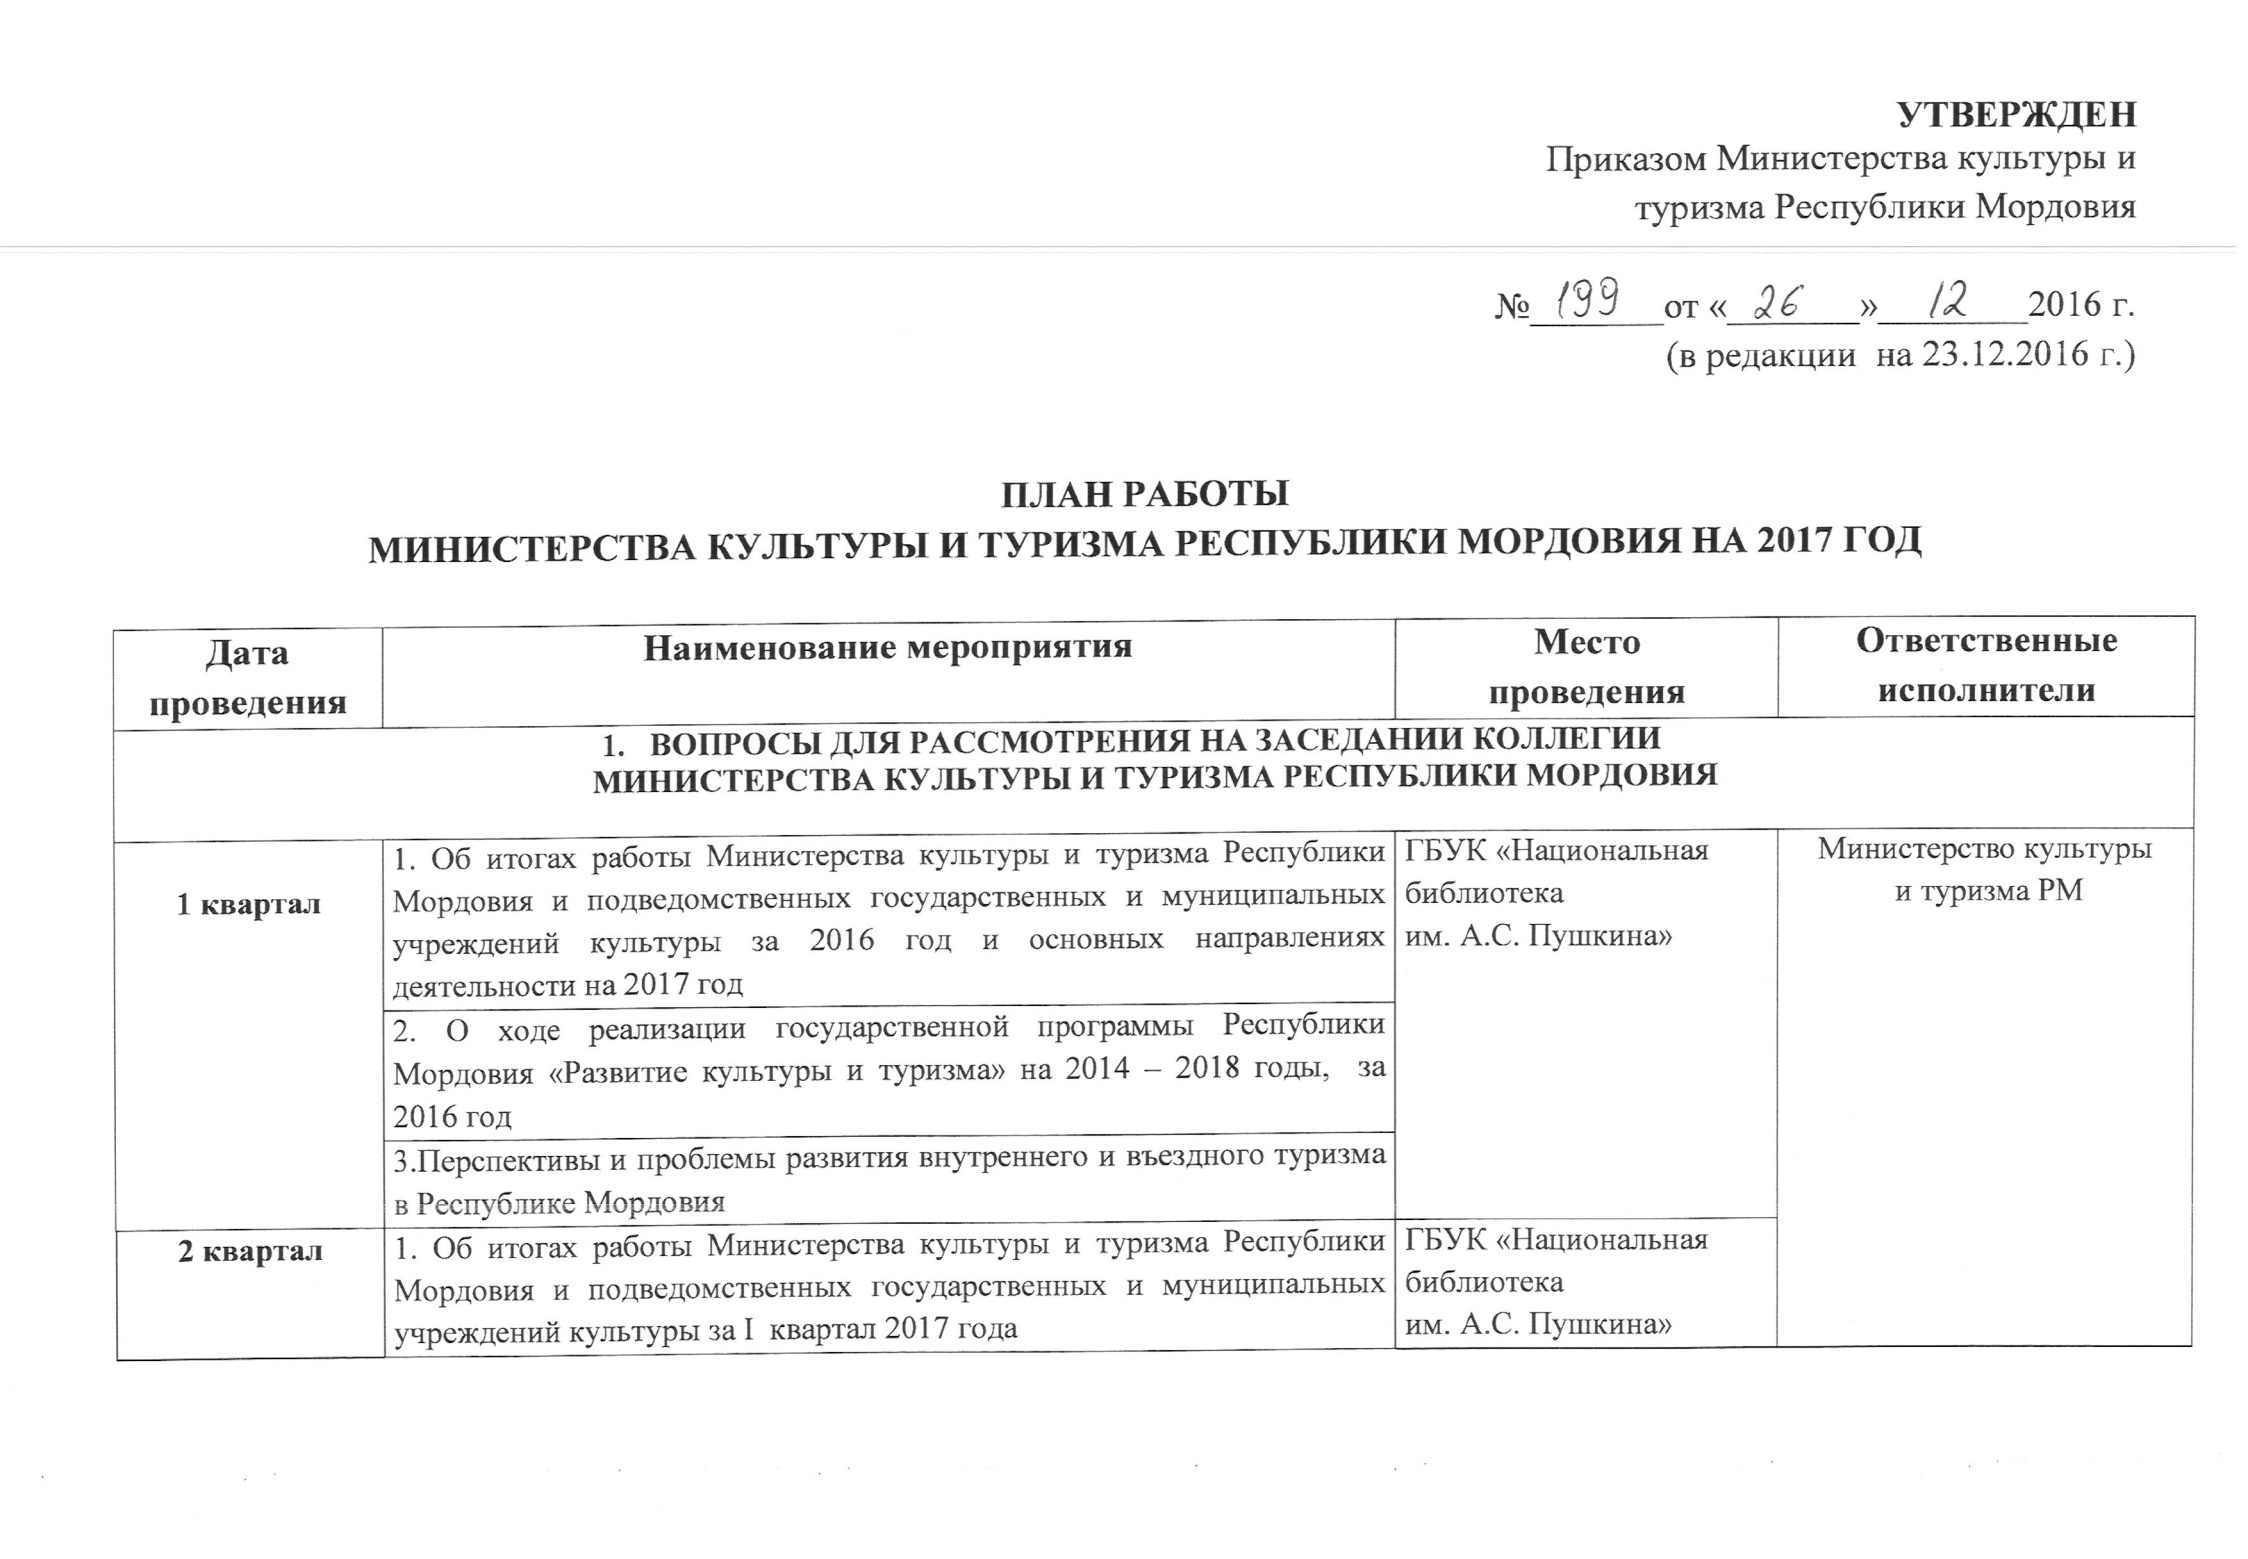 УТВЕРЖДЕН
Приказом Министерства культуры и
туризма Республики Мордовия
№ 199 от « 26 » 12 2016 г.
(в редакции на 23.12.2016 г.)
ПЛАН РАБОТЫ
МИНИСТЕРСТВА КУЛЬТУРЫ И ТУРИЗМА РЕСПУБЛИКИ МОРДОВИЯ НА 2017 ГОД
Дата
проведения
Наименование мероприятия
Место
проведения
Ответственные
исполнители
1. ВОПРОСЫ ДЛЯ РАССМОТРЕНИЯ НА ЗАСЕДАНИИ КОЛЛЕГИИ
МИНИСТЕРСТВА КУЛЬТУРЫ И ТУРИЗМА РЕСПУБЛИКИ МОРДОВИЯ
1 квартал
1. Об итогах работы Министерства культуры и туризма Республики
Мордовия и подведомственных государственных и муниципальных
учреждений культуры за 2016 год и основных направлениях
деятельности на 2017 год
ГБУК «Национальная
библиотека
им. А.С. Пушкина»
Министерство культуры
и туризма РМ
2. О ходе реализации государственной программы Республики
Мордовия «Развитие культуры и туризма» на 2014 – 2018 годы, за
2016 год
3.Перспективы и проблемы развития внутреннего и въездного туризма
в Республике Мордовия
2 квартал
1. Об итогах работы Министерства культуры и туризма Республики
Мордовия и подведомственных государственных и муниципальных
учреждений культуры за I квартал 2017 года
ГБУК «Национальная
библиотека
им. А.С. Пушкина»